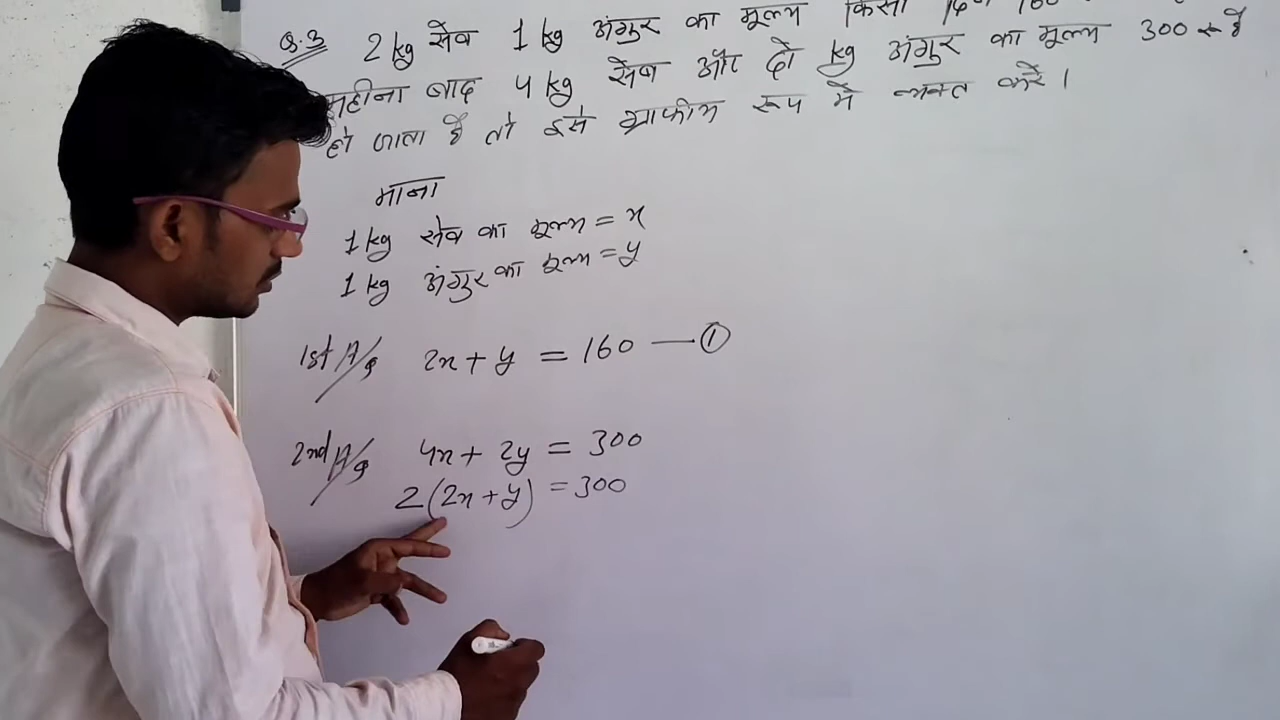 Q.3 2 kg सेब 1 kg अंगुर का मूल्य किसी दिन 160
महीना बाद 4 kg सेब और दो kg अंगुर का मूल्य 300 रू है
हो जाता है तो इसे ग्राफीय रूप में व्यक्त करें।
माना
1 kg सेब का मूल्य = x
1 kg अंगुर का मूल्य = y
1st A/q 2x + y = 160 — ①
2nd A/q 4x + 2y = 300
2(2x + y) = 300